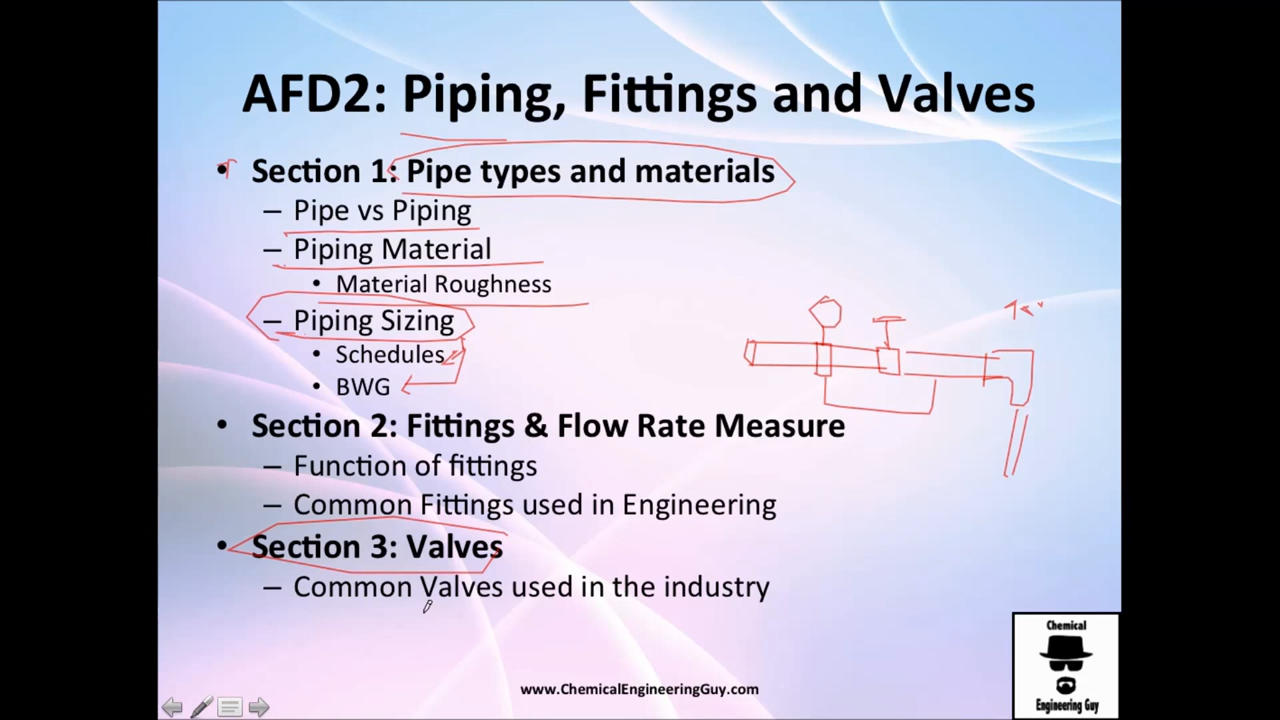 AFD2: Piping, Fittings and Valves
• Section 1: Pipe types and materials
– Pipe vs Piping
– Piping Material
• Material Roughness
– Piping Sizing
• Schedules
• BWG
• Section 2: Fittings & Flow Rate Measure
– Function of fittings
– Common Fittings used in Engineering
• Section 3: Valves
– Common Valves used in the industry
www.ChemicalEngineeringGuy.com
Chemical
Engineering Guy